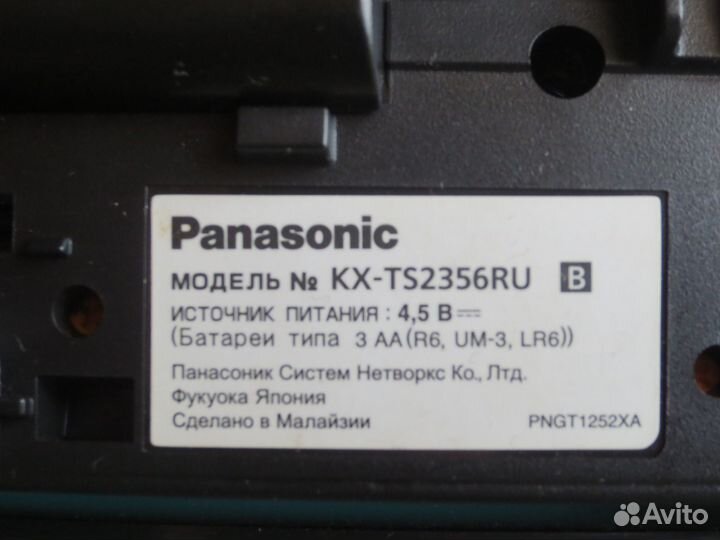 Panasonic
МОДЕЛЬ № KX-TS2356RU B
ИСТОЧНИК ПИТАНИЯ : 4,5 В
(Батареи типа 3 AA(R6, UM-3, LR6))
Панасоник Систем Нетворкс Ко., Лтд.
Фукуока Япония
Сделано в Малайзии PNGT1252XA
Avito